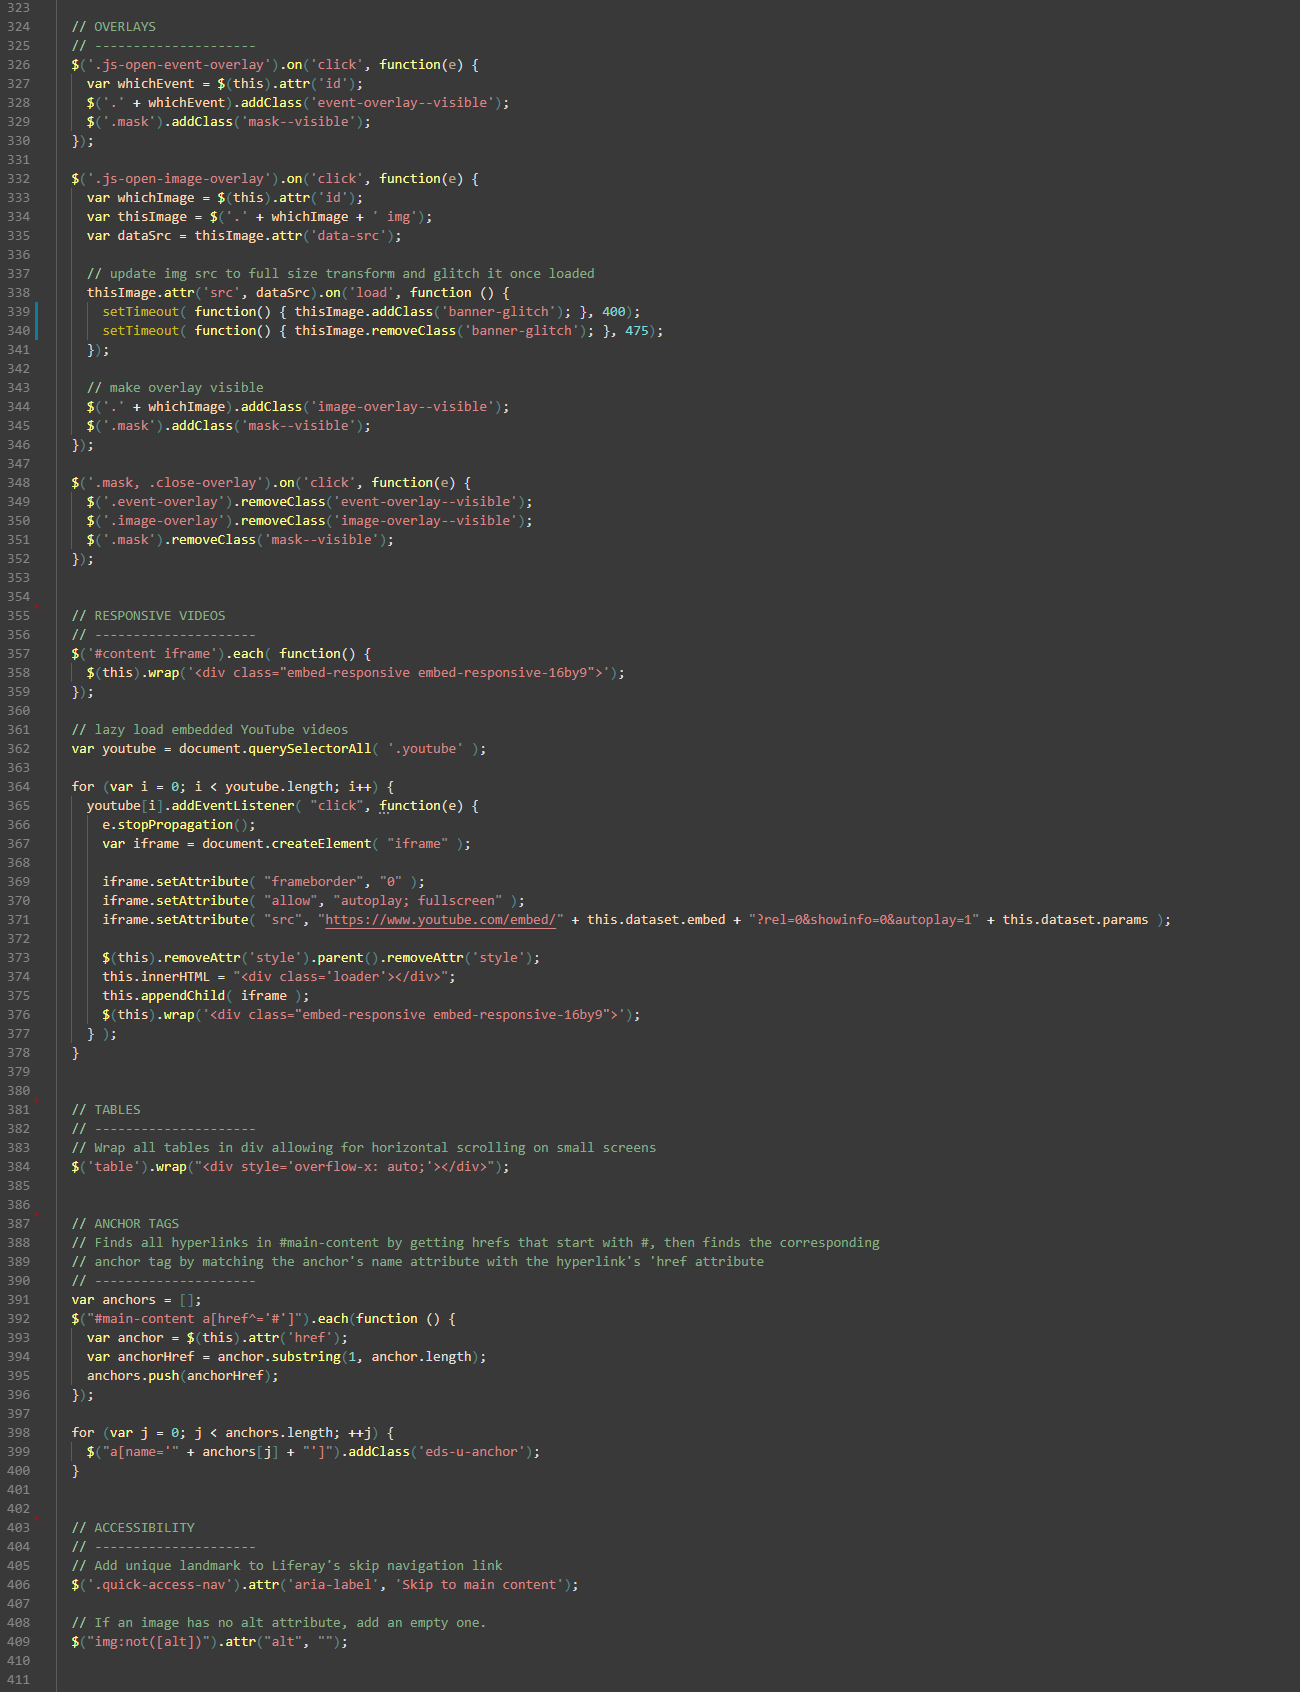 323
324 // OVERLAYS
325 // ---------------------
326 $('.js-open-event-overlay').on('click', function(e) {
327 var whichEvent = $(this).attr('id');
328 $('.' + whichEvent).addClass('event-overlay--visible');
329 $('.mask').addClass('mask--visible');
330 });
331
332 $('.js-open-image-overlay').on('click', function(e) {
333 var whichImage = $(this).attr('id');
334 var thisImage = $('.' + whichImage + ' img');
335 var dataSrc = thisImage.attr('data-src');
336
337 // update img src to full size transform and glitch it once loaded
338 thisImage.attr('src', dataSrc).on('load', function () {
339 setTimeout( function() { thisImage.addClass('banner-glitch'); }, 400);
340 setTimeout( function() { thisImage.removeClass('banner-glitch'); }, 475);
341 });
342
343 // make overlay visible
344 $('.' + whichImage).addClass('image-overlay--visible');
345 $('.mask').addClass('mask--visible');
346 });
347
348 $('.mask, .close-overlay').on('click', function(e) {
349 $('.event-overlay').removeClass('event-overlay--visible');
350 $('.image-overlay').removeClass('image-overlay--visible');
351 $('.mask').removeClass('mask--visible');
352 });
353
354
355 // RESPONSIVE VIDEOS
356 // ---------------------
357 $('#content iframe').each( function() {
358 $(this).wrap('<div class="embed-responsive embed-responsive-16by9">');
359 });
360
361 // lazy load embedded YouTube videos
362 var youtube = document.querySelectorAll( '.youtube' );
363
364 for (var i = 0; i < youtube.length; i++) {
365 youtube[i].addEventListener( "click", function(e) {
366 e.stopPropagation();
367 var iframe = document.createElement( "iframe" );
368
369 iframe.setAttribute( "frameborder", "0" );
370 iframe.setAttribute( "allow", "autoplay; fullscreen" );
371 iframe.setAttribute( "src", "https://www.youtube.com/embed/" + this.dataset.embed + "?rel=0&showinfo=0&autoplay=1" + this.dataset.params );
372
373 $(this).removeAttr('style').parent().removeAttr('style');
374 this.innerHTML = "<div class='loader'></div>";
375 this.appendChild( iframe );
376 $(this).wrap('<div class="embed-responsive embed-responsive-16by9">');
377 } );
378 }
379
380
381 // TABLES
382 // ---------------------
383 // Wrap all tables in div allowing for horizontal scrolling on small screens
384 $('table').wrap("<div style='overflow-x: auto;'></div>");
385
386
387 // ANCHOR TAGS
388 // Finds all hyperlinks in #main-content by getting hrefs that start with #, then finds the corresponding
389 // anchor tag by matching the anchor's name attribute with the hyperlink's 'href attribute
390 // ---------------------
391 var anchors = [];
392 $("#main-content a[href^='#']").each(function () {
393 var anchor = $(this).attr('href');
394 var anchorHref = anchor.substring(1, anchor.length);
395 anchors.push(anchorHref);
396 });
397
398 for (var j = 0; j < anchors.length; ++j) {
399 $("a[name='" + anchors[j] + "']").addClass('eds-u-anchor');
400 }
401
402
403 // ACCESSIBILITY
404 // ---------------------
405 // Add unique landmark to Liferay's skip navigation link
406 $('.quick-access-nav').attr('aria-label', 'Skip to main content');
407
408 // If an image has no alt attribute, add an empty one.
409 $("img:not([alt])").attr("alt", "");
410
411